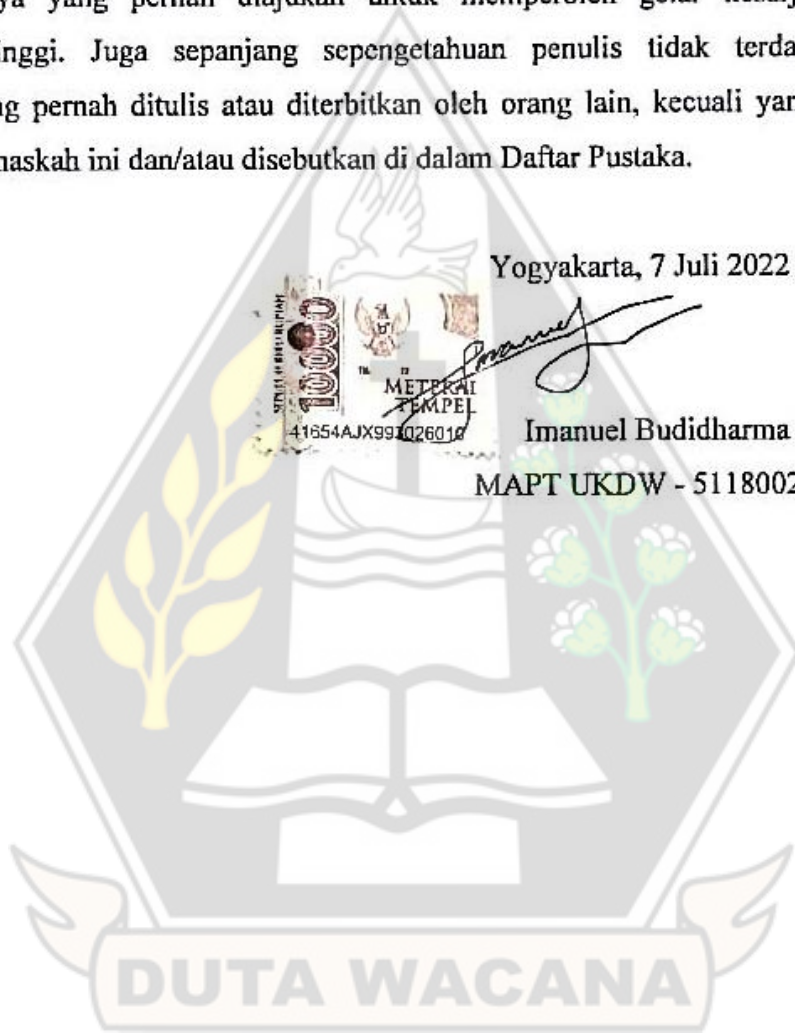 yang pernah diajukan untuk memperoleh gelar
inggi. Juga sepanjang sepengetahuan penulis tidak terda
g pernah ditulis atau diterbitkan oleh orang lain, kecuali yan
naskah ini dan/atau disebutkan di dalam Daftar Pustaka.
Yogyakarta, 7 Juli 2022
10000
METERAI
TEMPEL
Imanuel Budidharma
MAPT UKDW - 5118002
DUTA WACANA